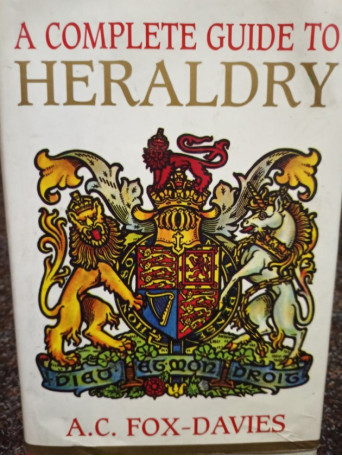 A COMPLETE GUIDE TO
HERALDRY
DIEU ET MON DROIT
A.C. FOX-DAVIES